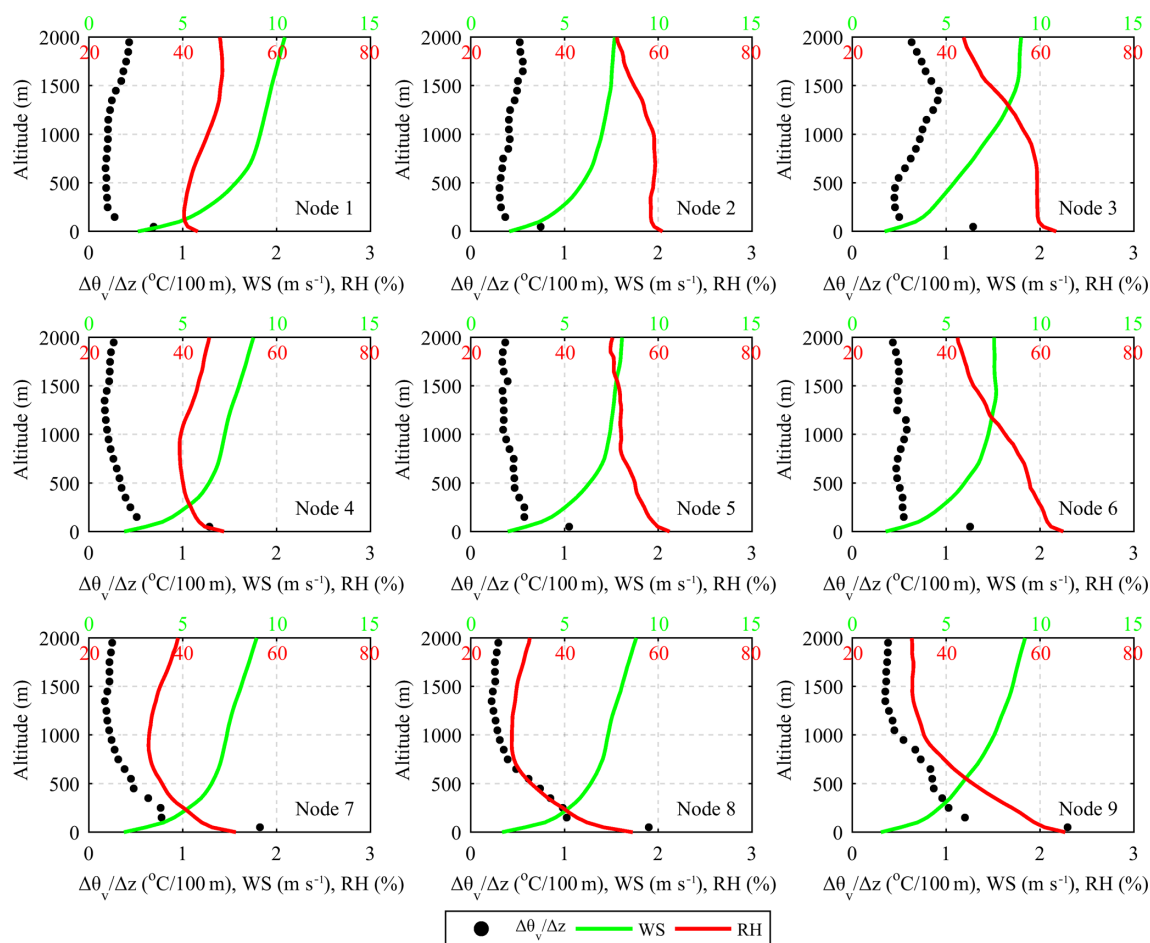 0 5 10 15 0 5 10 15 0 5 10 15
2000 20 40 60 80 2000 20 40 60 80 2000 20 40 60 80
1500 1500 1500
Altitude (m) Altitude (m) Altitude (m)
1000 1000 1000
500 500 500
Node 1 Node 2 Node 3
0 0 0
0 1 2 3 0 1 2 3 0 1 2 3
Δθv/Δz (°C/100 m), WS (m s⁻¹), RH (%) Δθv/Δz (°C/100 m), WS (m s⁻¹), RH (%) Δθv/Δz (°C/100 m), WS (m s⁻¹), RH (%)
0 5 10 15 0 5 10 15 0 5 10 15
2000 20 40 60 80 2000 20 40 60 80 2000 20 40 60 80
1500 1500 1500
Altitude (m) Altitude (m) Altitude (m)
1000 1000 1000
500 500 500
Node 4 Node 5 Node 6
0 0 0
0 1 2 3 0 1 2 3 0 1 2 3
Δθv/Δz (°C/100 m), WS (m s⁻¹), RH (%) Δθv/Δz (°C/100 m), WS (m s⁻¹), RH (%) Δθv/Δz (°C/100 m), WS (m s⁻¹), RH (%)
0 5 10 15 0 5 10 15 0 5 10 15
2000 20 40 60 80 2000 20 40 60 80 2000 20 40 60 80
1500 1500 1500
Altitude (m) Altitude (m) Altitude (m)
1000 1000 1000
500 500 500
Node 7 Node 8 Node 9
0 0 0
0 1 2 3 0 1 2 3 0 1 2 3
Δθv/Δz (°C/100 m), WS (m s⁻¹), RH (%) Δθv/Δz (°C/100 m), WS (m s⁻¹), RH (%) Δθv/Δz (°C/100 m), WS (m s⁻¹), RH (%)
Δθv/Δz WS RH